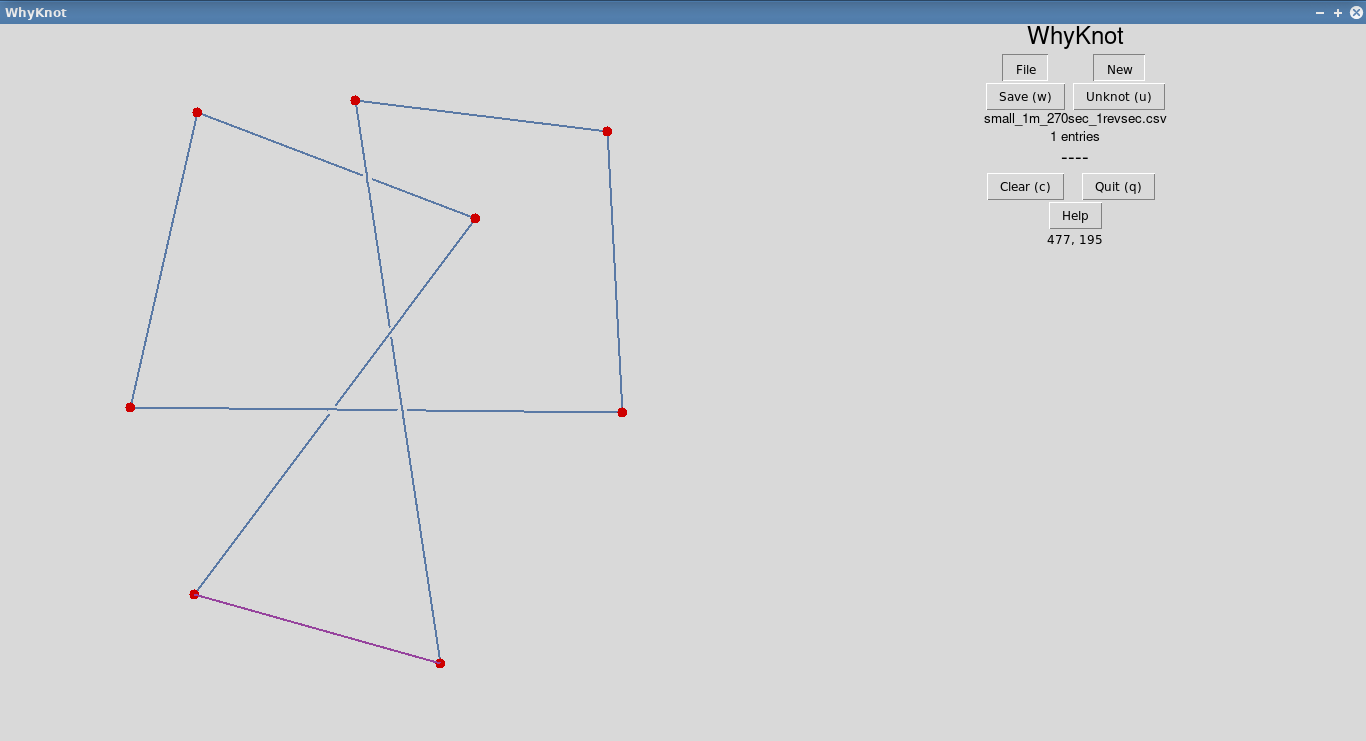 WhyKnot
WhyKnot
File New
Save (w) Unknot (u)
small_1m_270sec_1revsec.csv
1 entries
----
Clear (c) Quit (q)
Help
477, 195